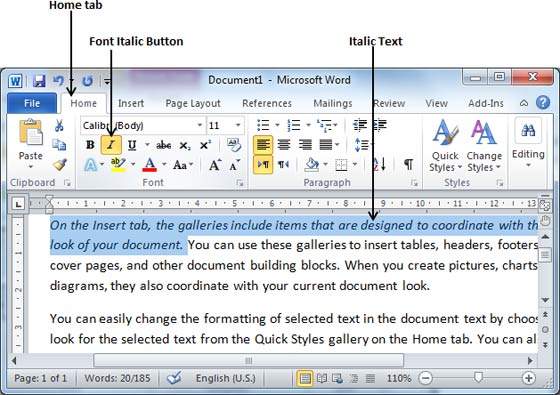 Home tab
Font Italic Button
Italic Text
Document1 - Microsoft Word
File Home Insert Page Layout References Mailings Review View Add-Ins
Calibri (Body) 11
Paste
B I U abc x₂ x²
A ab A Aa A A
Quick Styles
Change Styles
Editing
Clipboard Font Paragraph Styles
On the Insert tab, the galleries include items that are designed to coordinate with th
look of your document. You can use these galleries to insert tables, headers, footers
cover pages, and other document building blocks. When you create pictures, charts
diagrams, they also coordinate with your current document look.
You can easily change the formatting of selected text in the document text by choos
look for the selected text from the Quick Styles gallery on the Home tab. You can al
Page: 1 of 1 Words: 20/185 English (U.S.) 110%